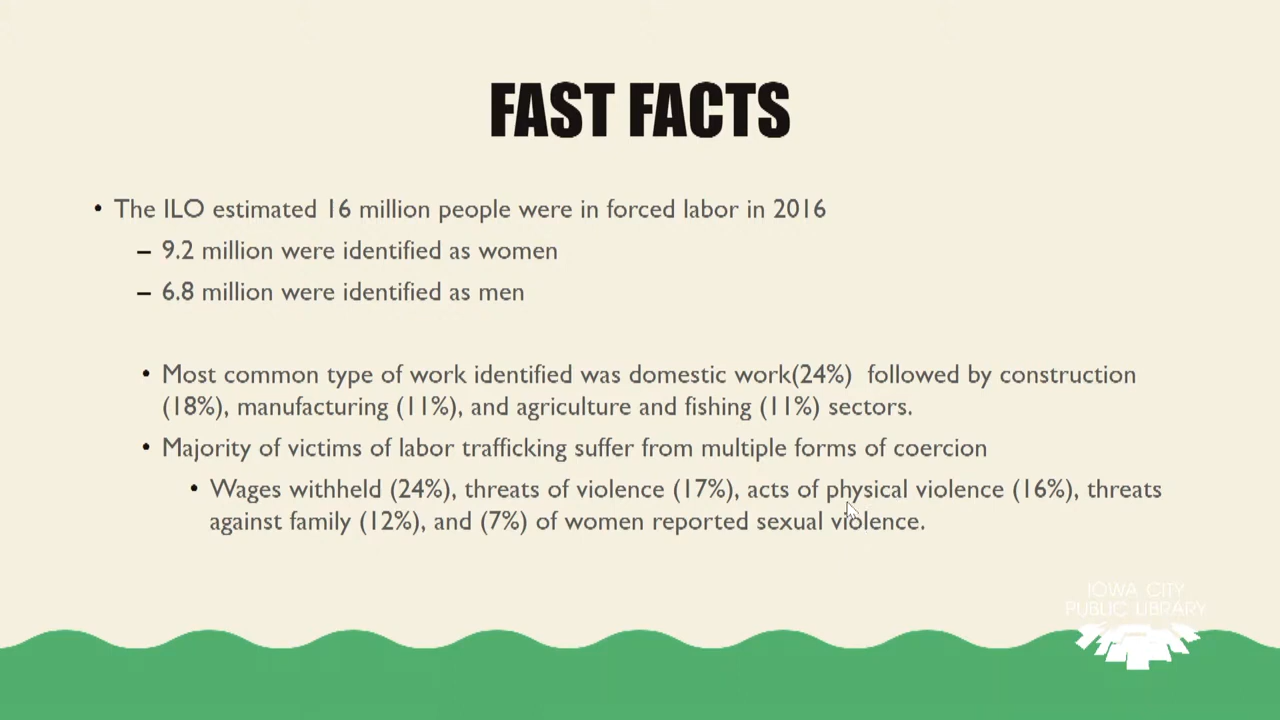 FAST FACTS
• The ILO estimated 16 million people were in forced labor in 2016
– 9.2 million were identified as women
– 6.8 million were identified as men
• Most common type of work identified was domestic work(24%)  followed by construction
(18%), manufacturing (11%), and agriculture and fishing (11%) sectors.
• Majority of victims of labor trafficking suffer from multiple forms of coercion
• Wages withheld (24%), threats of violence (17%), acts of physical violence (16%), threats
against family (12%), and (7%) of women reported sexual violence.
IOWA CITY
PUBLIC LIBRARY